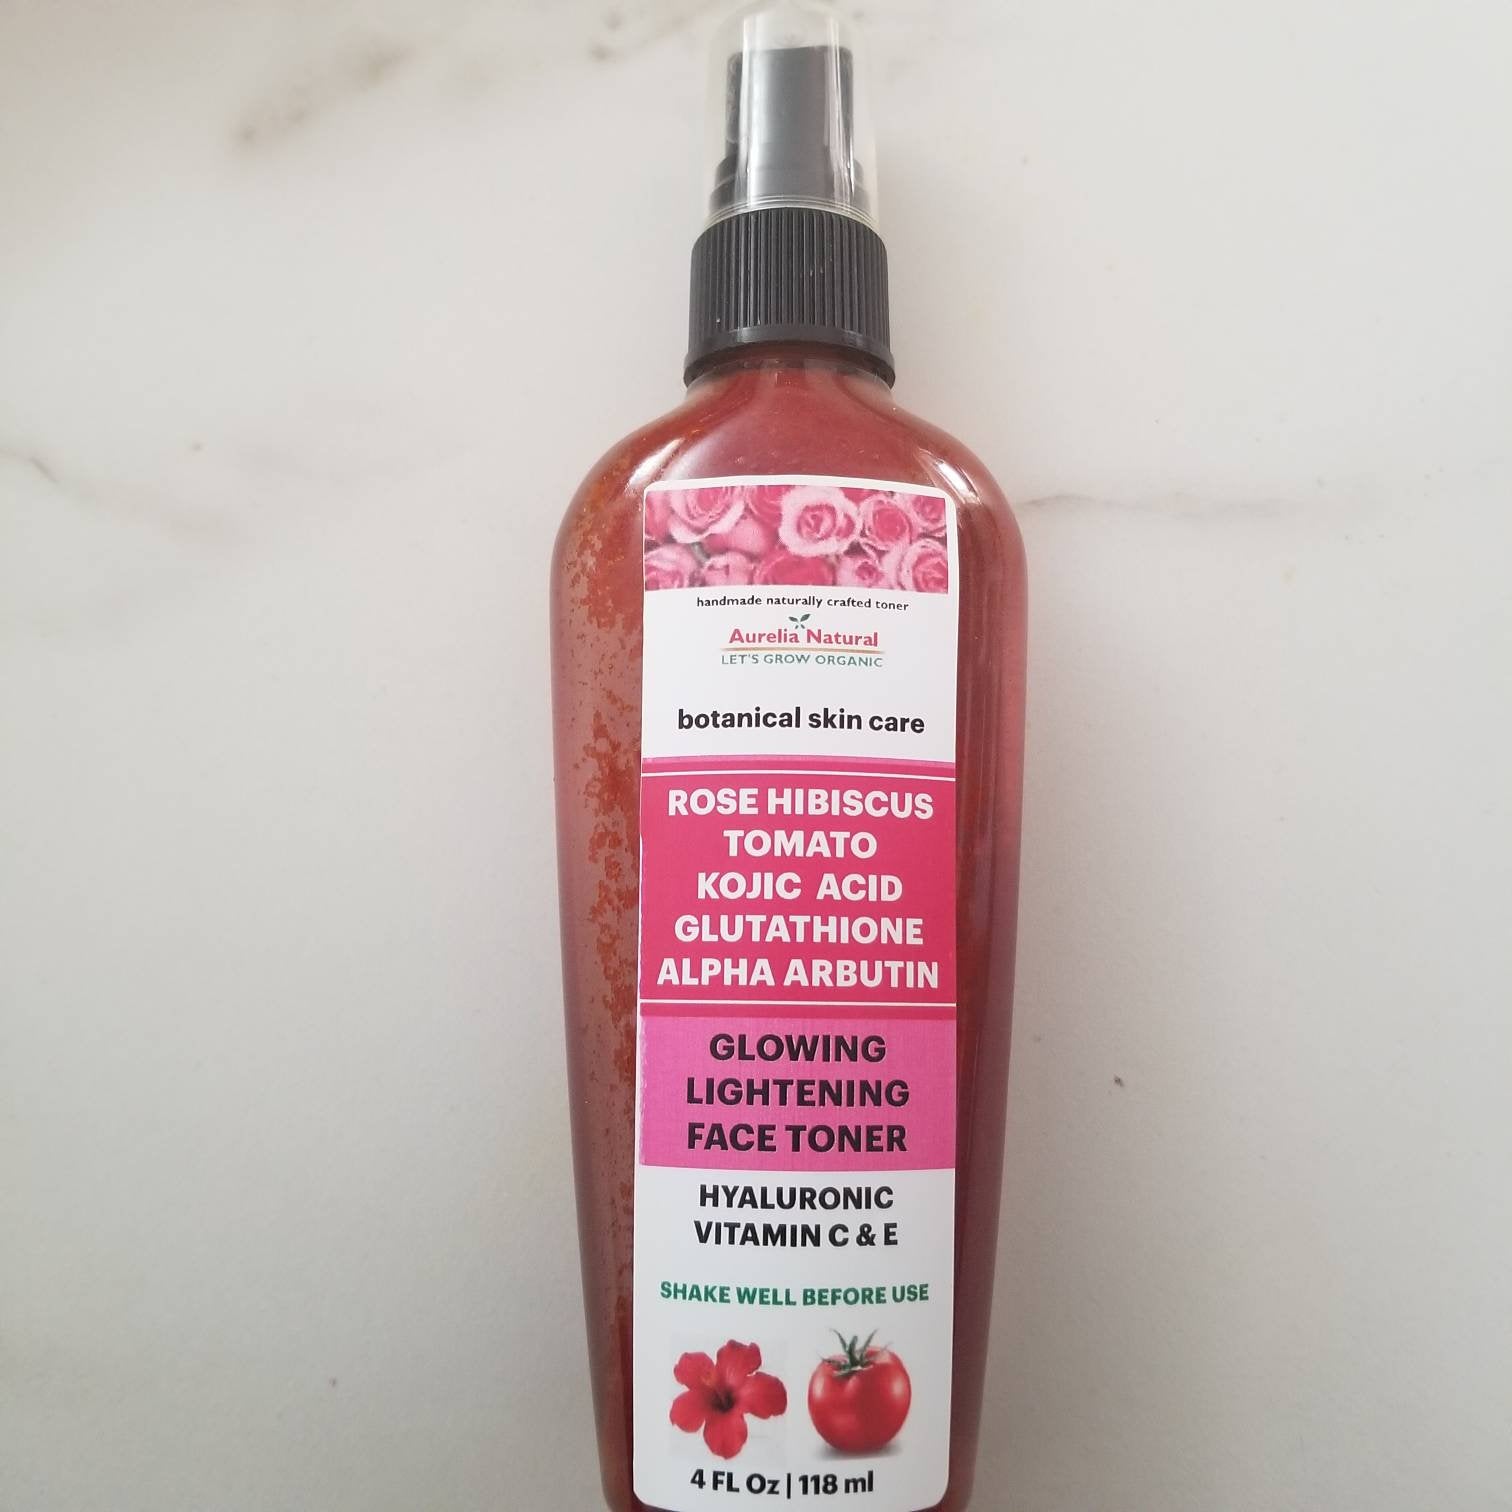 handmade naturally crafted toner
Aurelia Natural
LET'S GROW ORGANIC
botanical skin care
ROSE HIBISCUS
TOMATO
KOJIC ACID
GLUTATHIONE
ALPHA ARBUTIN
GLOWING
LIGHTENING
FACE TONER
HYALURONIC
VITAMIN C & E
SHAKE WELL BEFORE USE
4 FL Oz | 118 ml